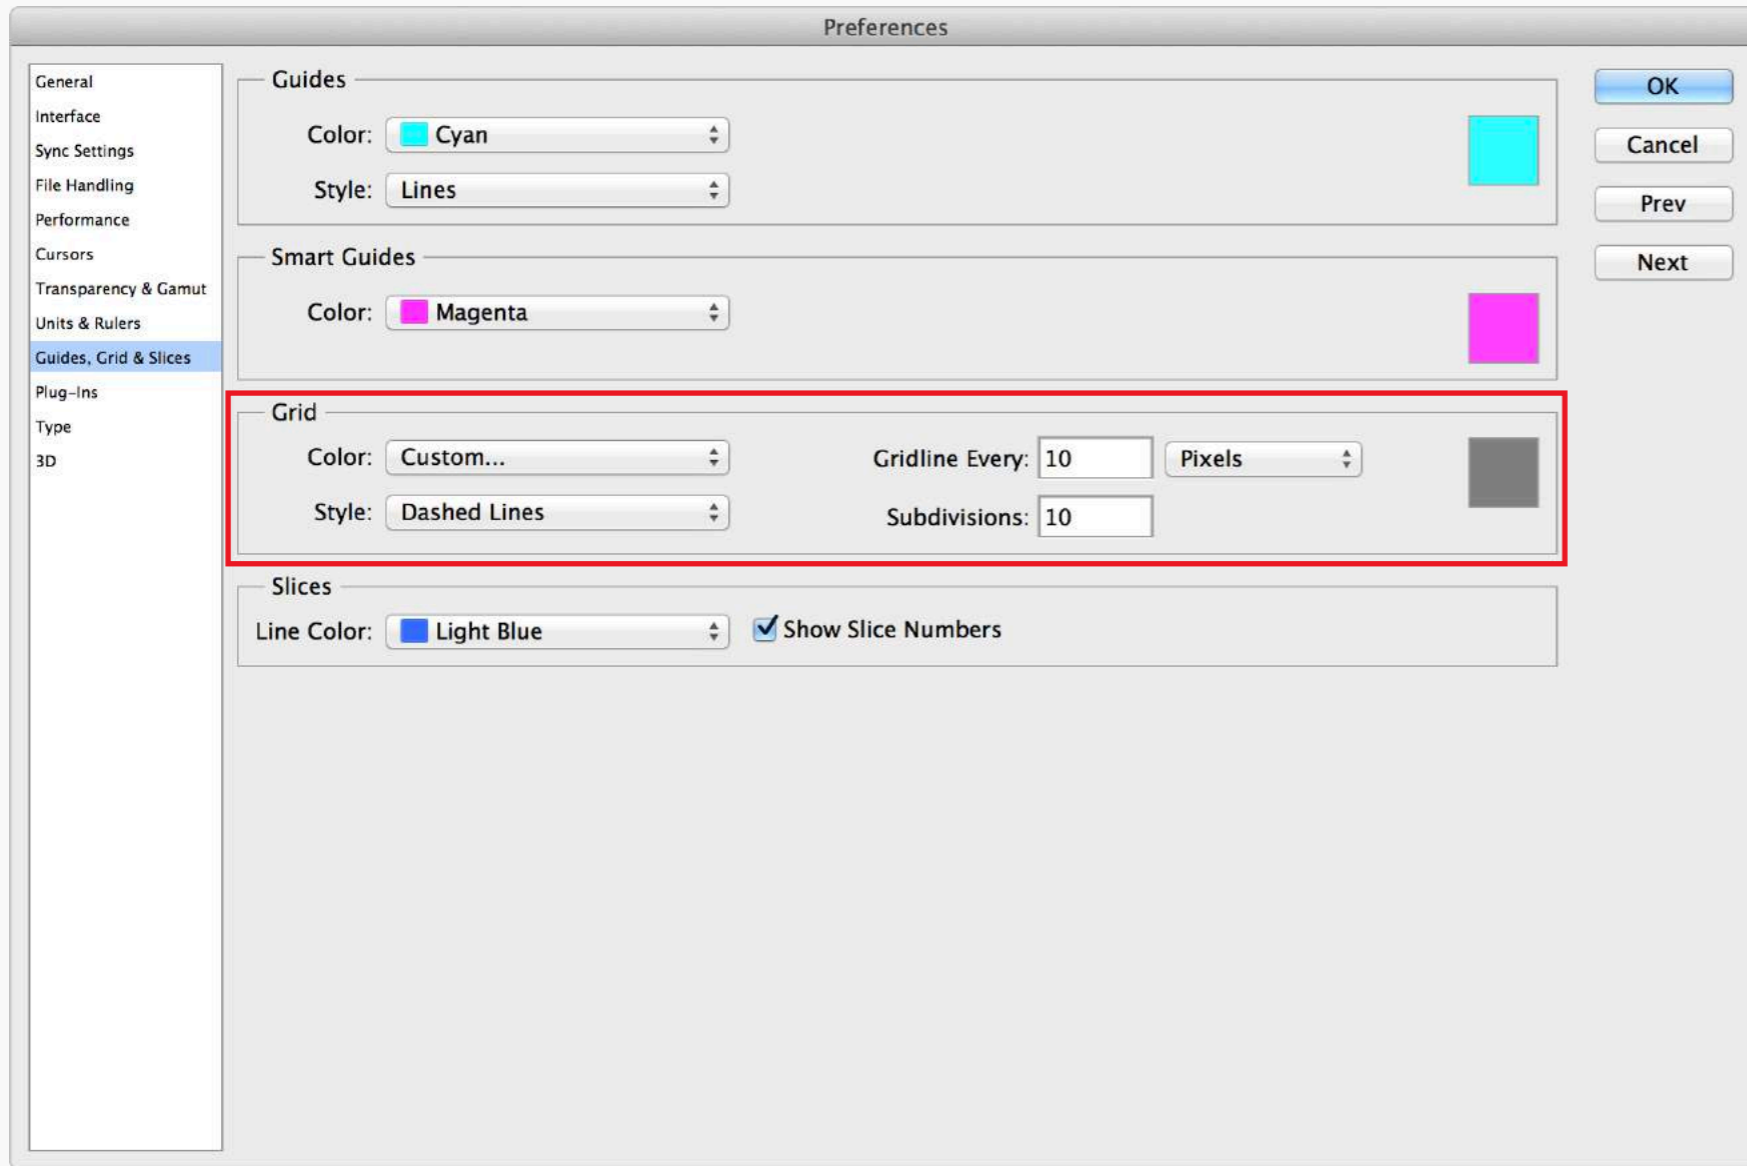 Preferences
General
Interface
Sync Settings
File Handling
Performance
Cursors
Transparency & Gamut
Units & Rulers
Guides, Grid & Slices
Plug-Ins
Type
3D
Guides
Color: Cyan
Style: Lines
Smart Guides
Color: Magenta
Grid
Color: Custom... Gridline Every: 10 Pixels
Style: Dashed Lines Subdivisions: 10
Slices
Line Color: Light Blue Show Slice Numbers
OK
Cancel
Prev
Next